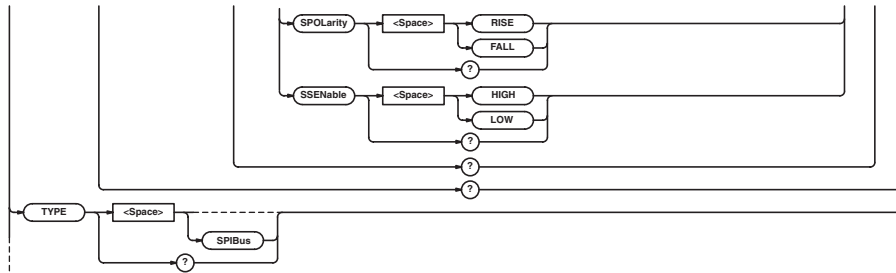 SPOLarity <Space> RISE
FALL
?
SSENable <Space> HIGH
LOW
?
?
?
TYPE <Space>
SPIBus
?